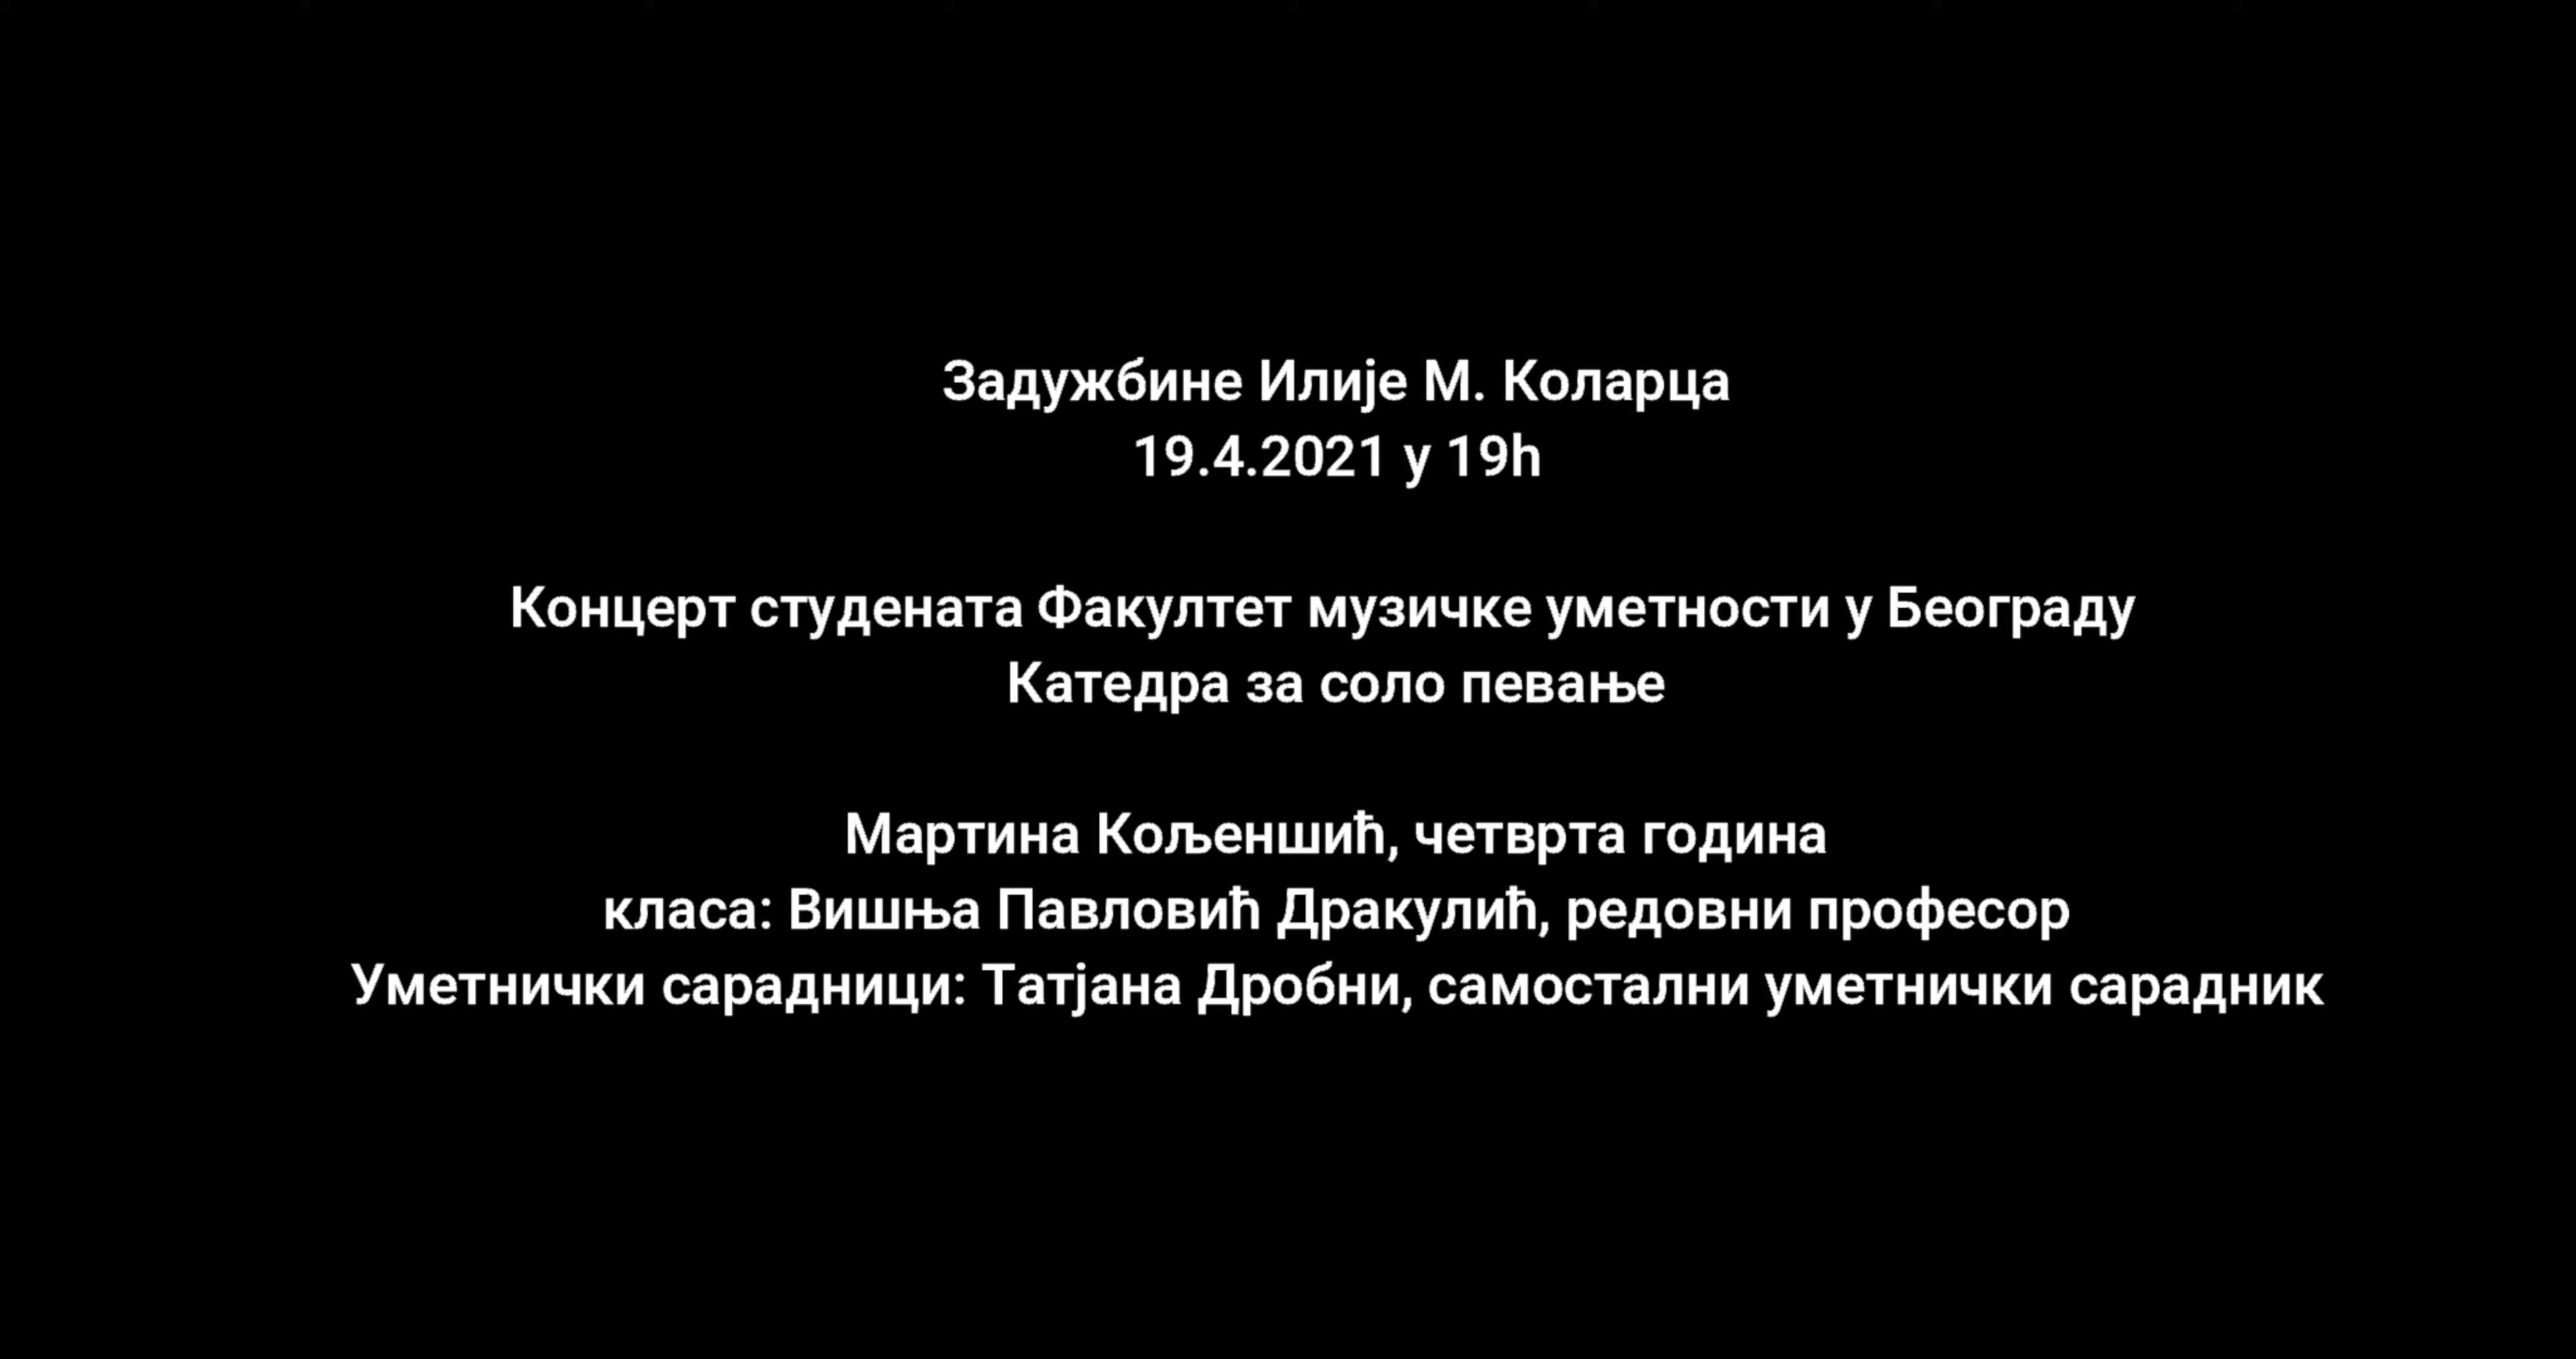 Задужбине Илије М. Коларца
19.4.2021 у 19h
Концерт студената Факултет музичке уметности у Београду
Катедра за соло певање
Мартина Кољеншић, четврта година
класа: Вишња Павловић Дракулић, редовни професор
Уметнички сарадници: Татјана Дробни, самостални уметнички сарадник